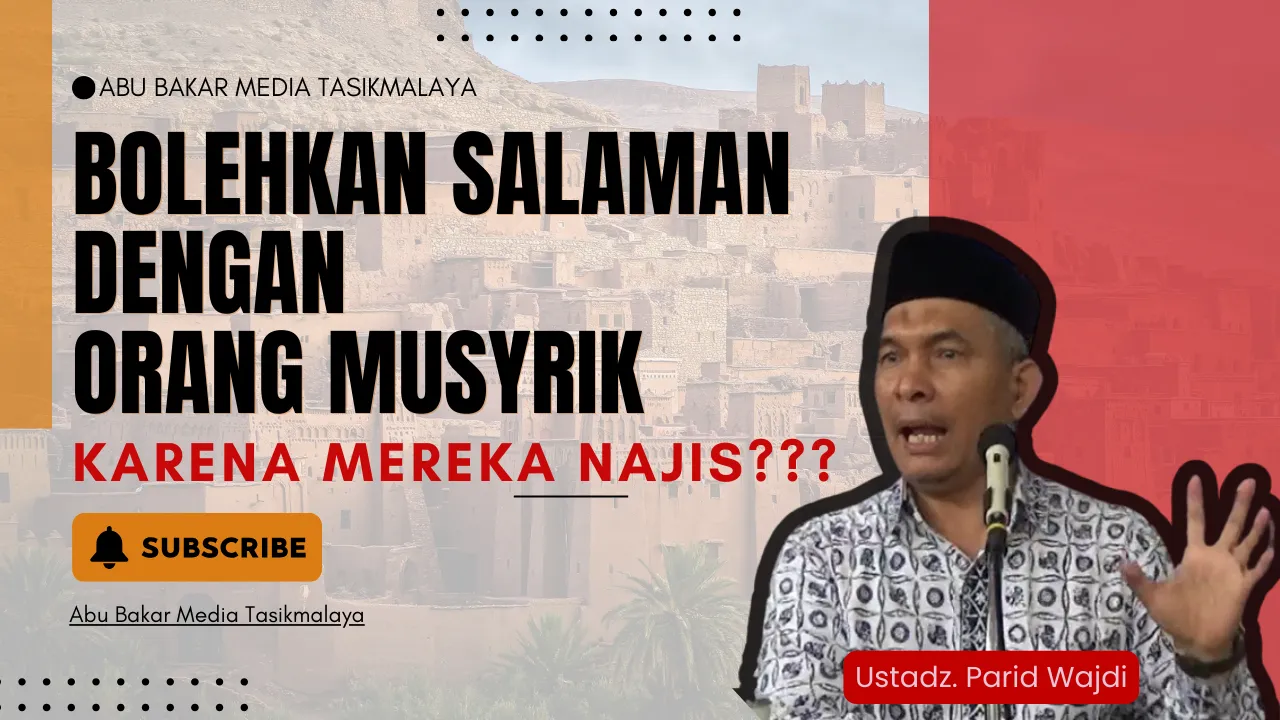 ABU BAKAR MEDIA TASIKMALAYA
BOLEHKAN SALAMAN
DENGAN
ORANG MUSYRIK
KARENA MEREKA NAJIS???
SUBSCRIBE
Abu Bakar Media Tasikmalaya
Ustadz. Parid Wajdi